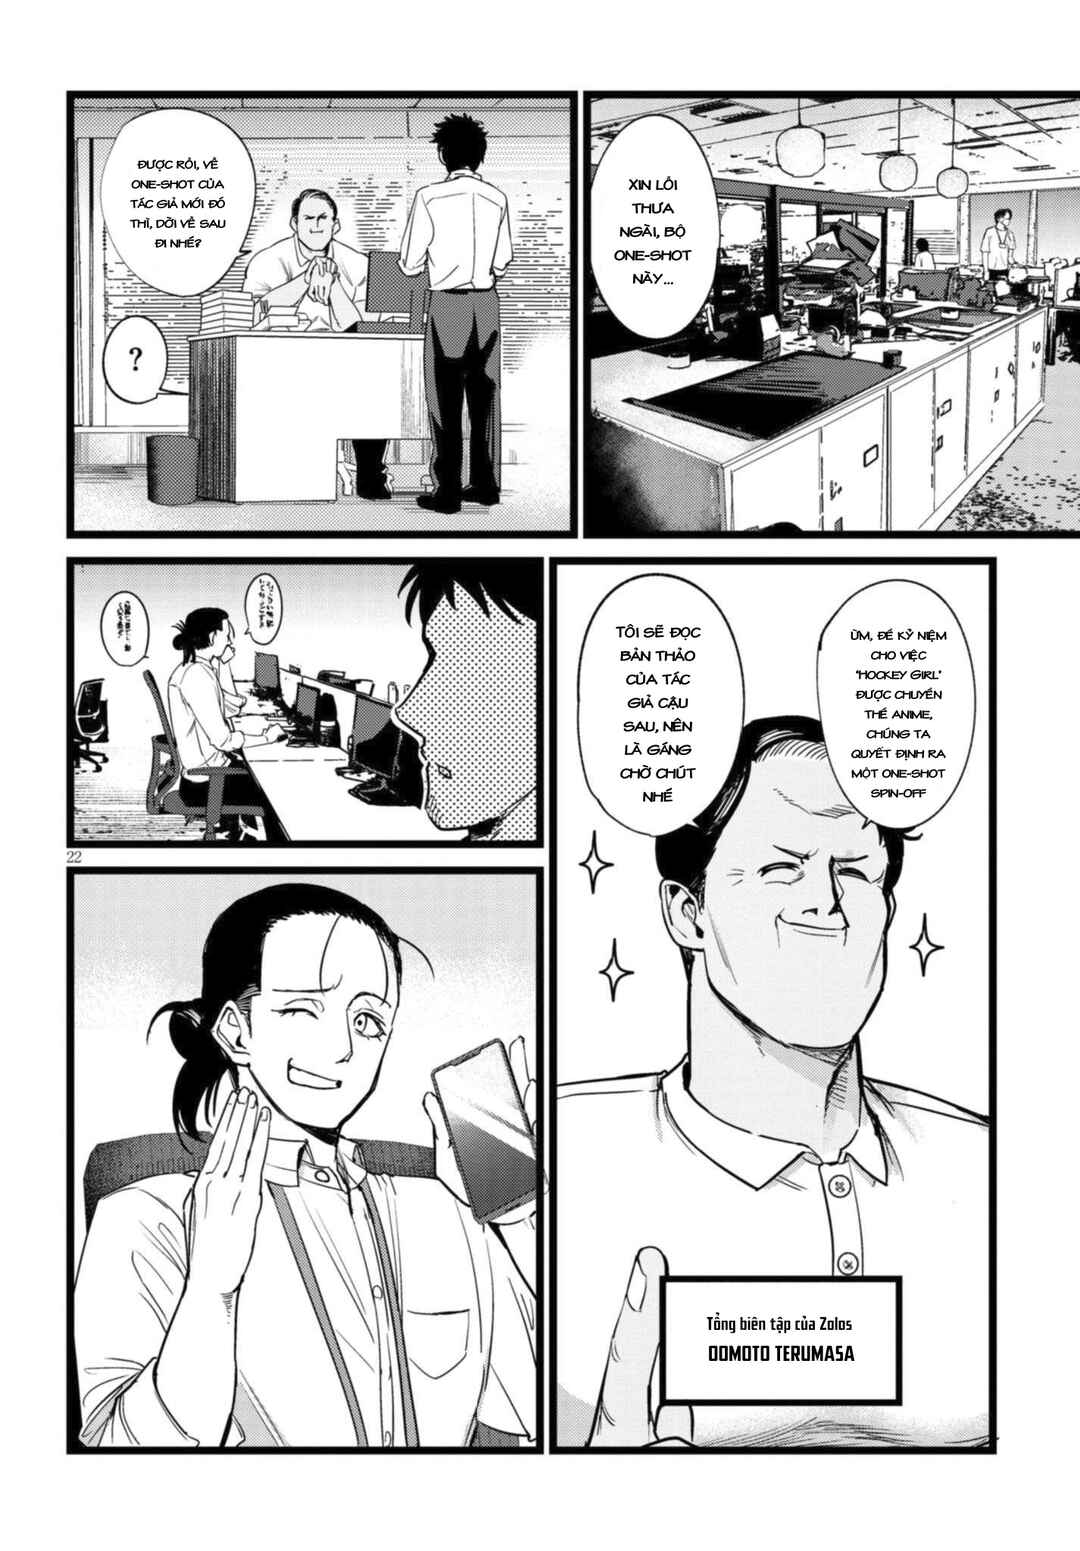 XIN LỖI
THƯA
NGÀI, BỘ
ONE-SHOT
NÀY...
ĐƯỢC RỒI, VỀ
ONE-SHOT CỦA
TÁC GIẢ MỚI ĐÓ
THÌ, DỜI VỀ SAU
ĐI NHÉ?
?
ỪM, ĐỂ KỶ NIỆM
CHO VIỆC
"HOCKEY GIRL"
ĐƯỢC CHUYỂN
THỂ ANIME,
CHÚNG TA
QUYẾT ĐỊNH RA
MỘT ONE-SHOT
SPIN-OFF
TÔI SẼ ĐỌC
BẢN THẢO
CỦA TÁC
GIẢ CẬU
SAU, NÊN
LÀ GẮNG
CHỜ CHÚT
NHÉ
Tổng biên tập của Zolos
OOMOTO TERUMASA
22